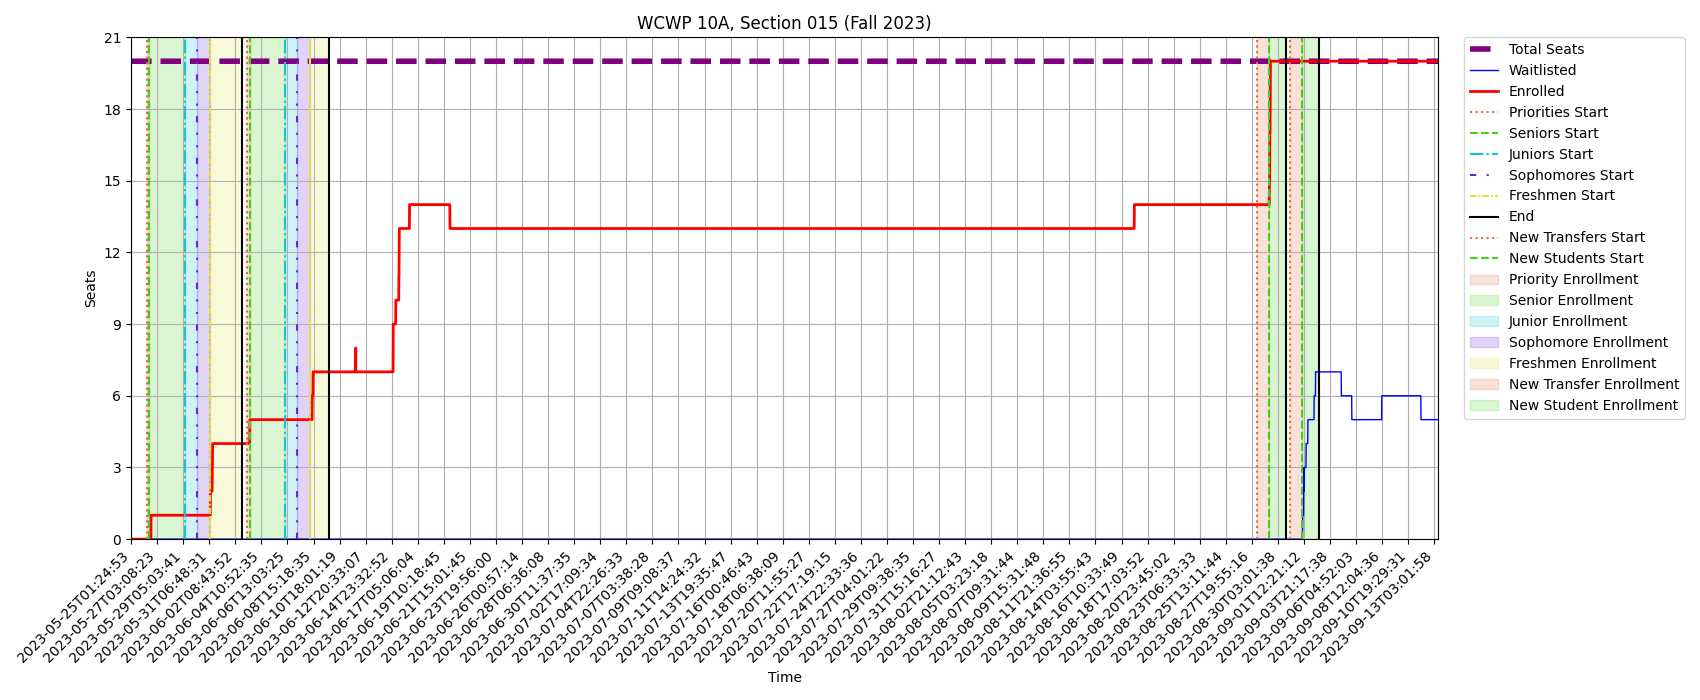 WCWP 10A, Section 015 (Fall 2023)
Seats
21
18
15
12
9
6
3
0
2023-05-25T01:24:53
2023-05-27T03:08:23
2023-05-29T05:03:41
2023-05-31T06:48:31
2023-06-02T08:43:52
2023-06-04T10:52:35
2023-06-06T13:03:25
2023-06-08T15:18:35
2023-06-10T18:01:19
2023-06-12T20:33:07
2023-06-14T23:32:52
2023-06-17T05:06:04
2023-06-19T10:18:45
2023-06-21T15:01:45
2023-06-23T19:56:00
2023-06-26T00:57:14
2023-06-28T06:36:08
2023-06-30T11:37:35
2023-07-02T17:09:34
2023-07-04T22:26:33
2023-07-07T03:38:28
2023-07-09T09:08:37
2023-07-11T14:24:32
2023-07-13T19:35:47
2023-07-16T00:46:43
2023-07-18T06:38:09
2023-07-20T11:55:27
2023-07-22T17:19:15
2023-07-24T22:33:36
2023-07-27T04:01:22
2023-07-29T09:38:35
2023-07-31T15:16:27
2023-08-02T21:12:43
2023-08-05T03:23:18
2023-08-07T09:31:44
2023-08-09T15:31:48
2023-08-11T21:36:55
2023-08-14T03:55:43
2023-08-16T10:33:49
2023-08-18T17:03:52
2023-08-20T23:45:02
2023-08-23T06:33:33
2023-08-25T13:11:44
2023-08-27T19:55:16
2023-08-30T03:01:38
2023-09-01T12:21:12
2023-09-03T21:17:38
2023-09-06T04:52:03
2023-09-08T12:04:36
2023-09-10T19:29:31
2023-09-13T03:01:58
Time
Total Seats
Waitlisted
Enrolled
Priorities Start
Seniors Start
Juniors Start
Sophomores Start
Freshmen Start
End
New Transfers Start
New Students Start
Priority Enrollment
Senior Enrollment
Junior Enrollment
Sophomore Enrollment
Freshmen Enrollment
New Transfer Enrollment
New Student Enrollment